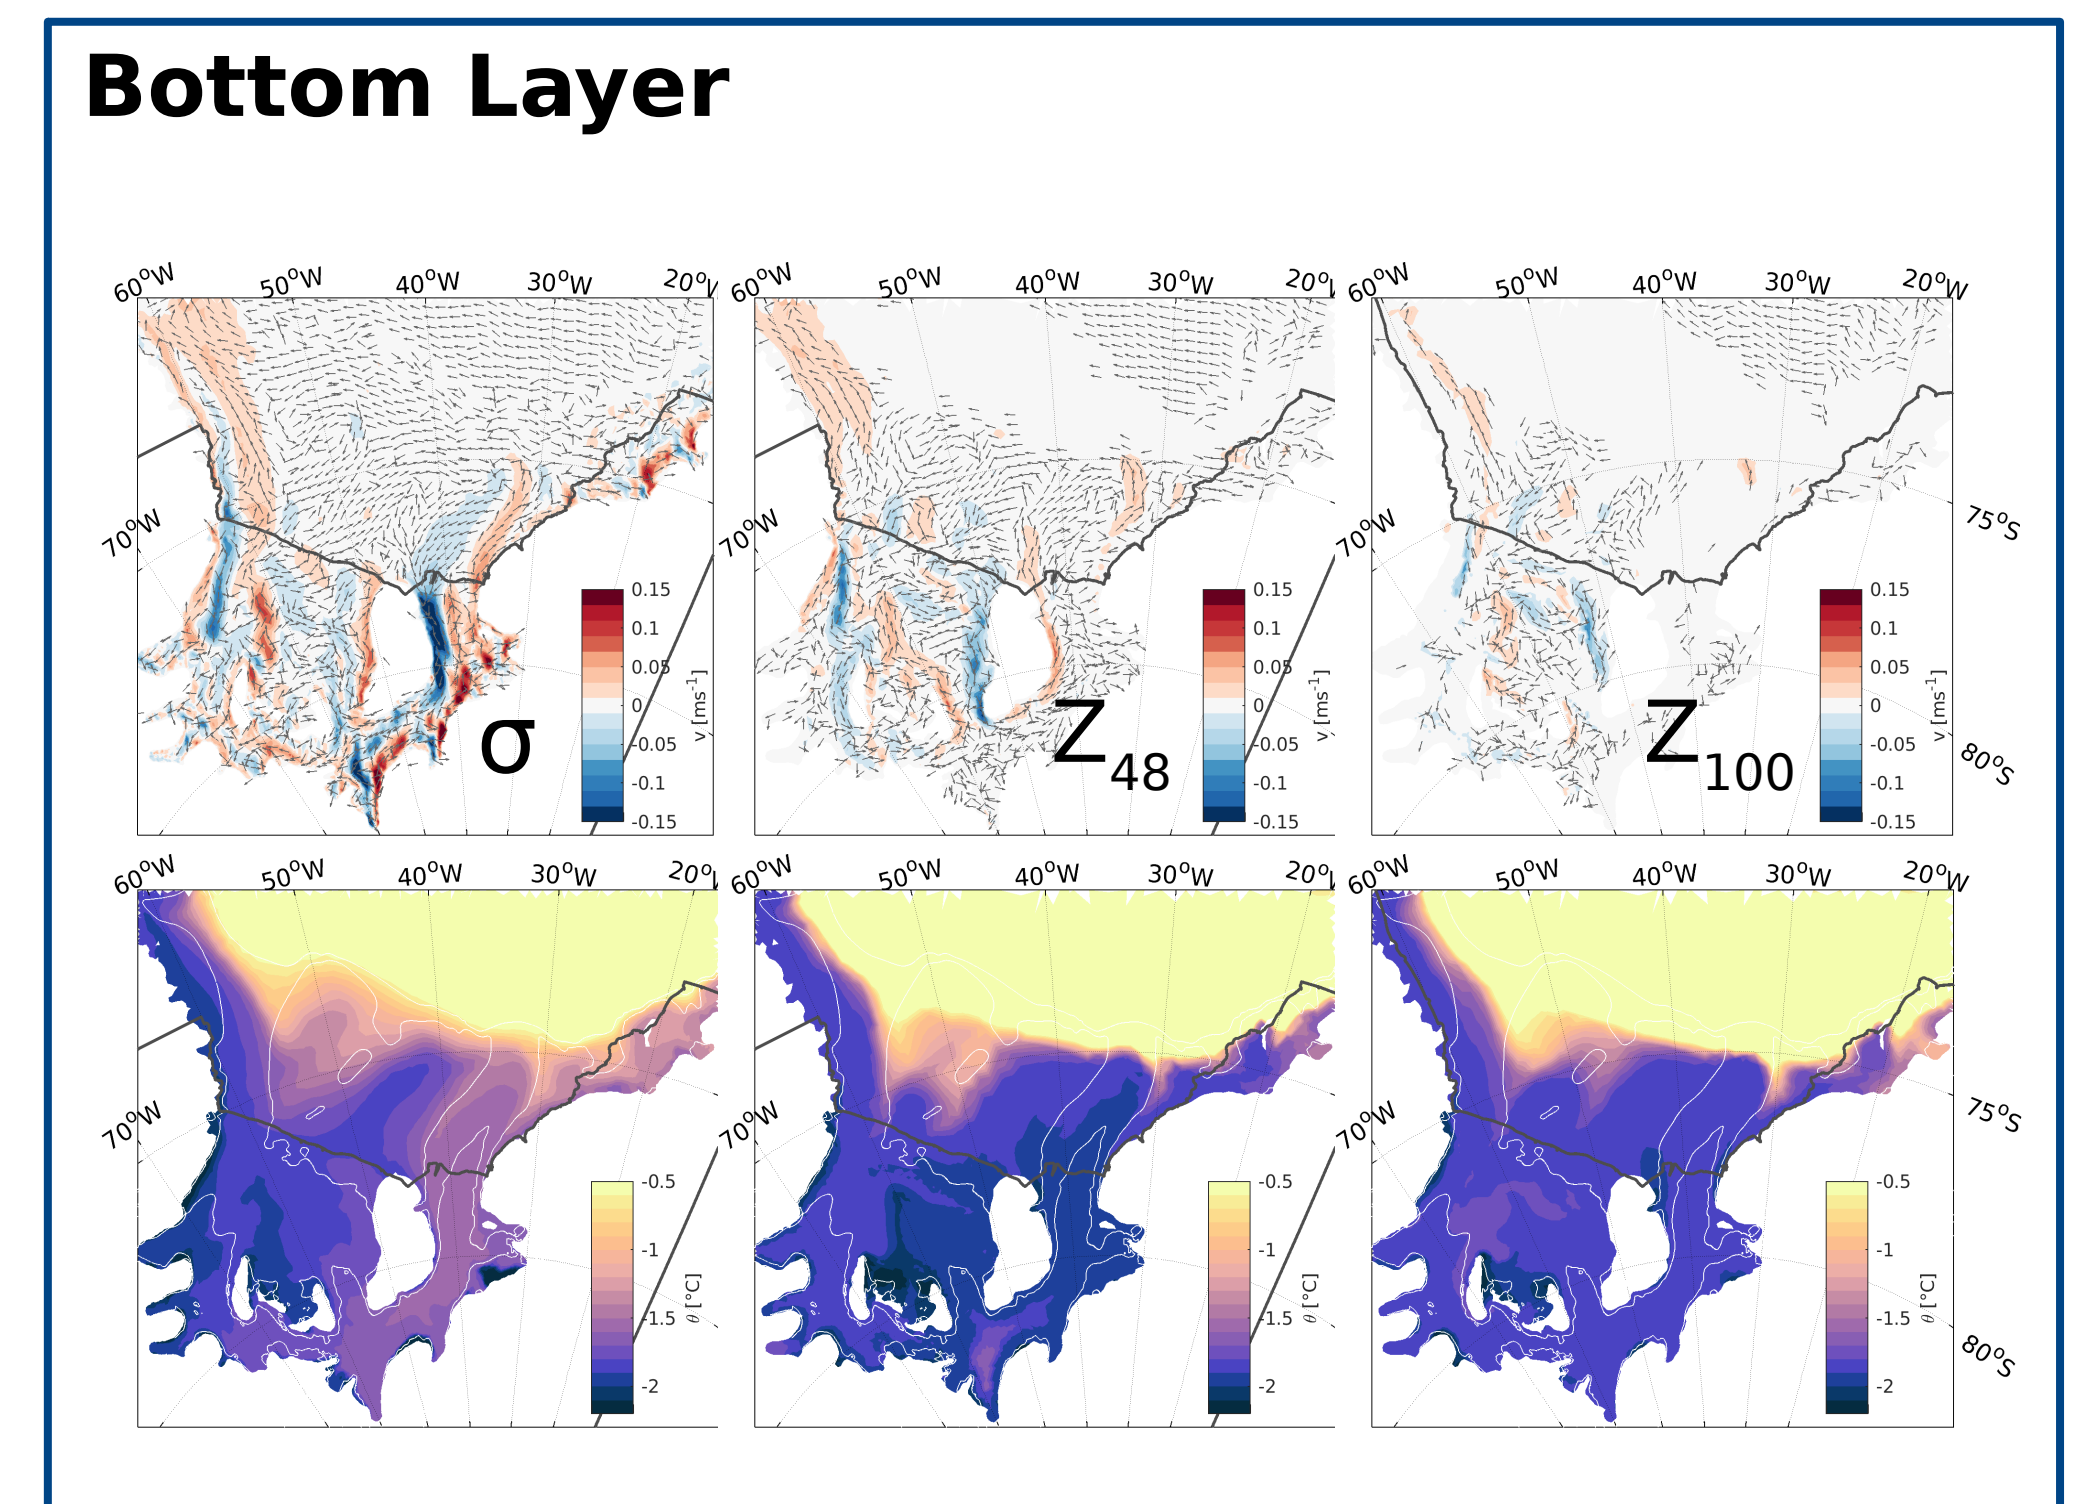 Bottom Layer
60°W 50°W 40°W 30°W 20°W 60°W 50°W 40°W 30°W 20° 60°W 50°W 40°W 30°W 20°W
70°W 70°W 70°W 75°S
80°S
0.15 0.15 0.15
0.1 0.1 0.1
0.05 0.05 0.05
0 0 0
-0.05 -0.05 -0.05
-0.1 -0.1 -0.1
-0.15 -0.15 -0.15
v [ms-1] v [ms-1] v [ms-1]
σ Z48 Z100
60°W 50°W 40°W 30°W 20° 60°W 50°W 40°W 30°W 20° 60°W 50°W 40°W 30°W 20°W
70°W 70°W 70°W 75°S
80°S
-0.5 -0.5 -0.5
-1 -1 -1
-1.5 -1.5 -1.5
-2 -2 -2
θ [°C] θ [°C] θ [°C]